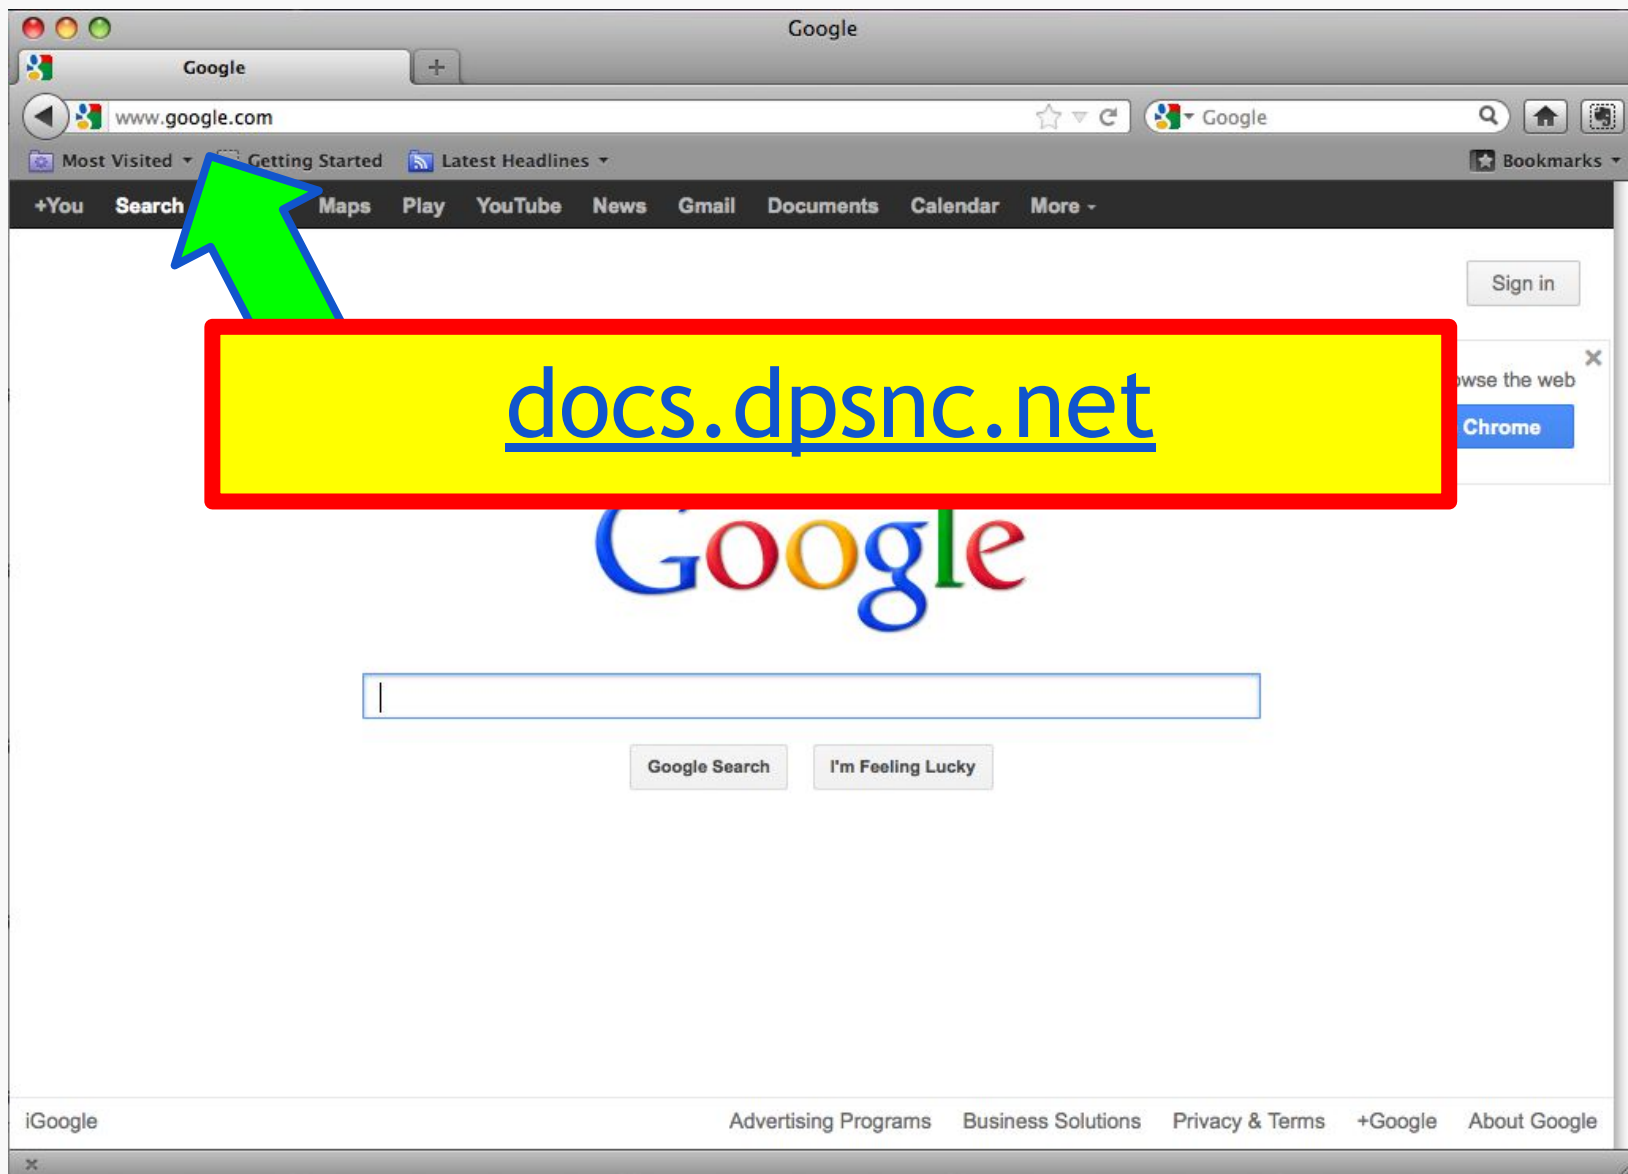 Google
Google
www.google.com
Google
Most Visited
Getting Started
Latest Headlines
Bookmarks
+You Search Maps Play YouTube News Gmail Documents Calendar More
Sign in
docs.dpsnc.net
the web
Chrome
Google
Google Search
I'm Feeling Lucky
iGoogle
Advertising Programs Business Solutions Privacy & Terms +Google About Google